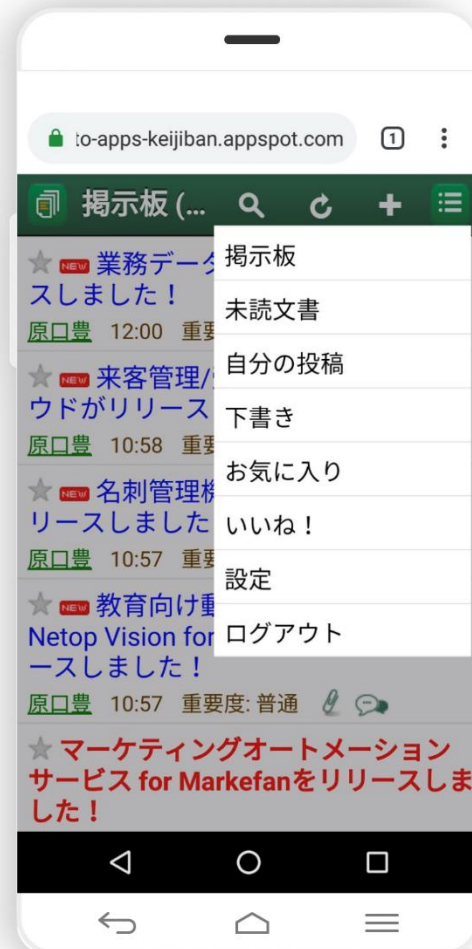 to-apps-keijiban.appspot.com 1
掲示板 (...
NEW 業務データ
スしました！
原口豊 12:00 重要
NEW 来客管理/
ウドがリリース
原口豊 10:58 重要
NEW 名刺管理機
リースしました
原口豊 10:57 重要
NEW 教育向け動
Netop Vision for
ースしました！
原口豊 10:57 重要度: 普通
マーケティングオートメーション
サービス for Markefanをリリースしま
した！
掲示板
未読文書
自分の投稿
下書き
お気に入り
いいね！
設定
ログアウト